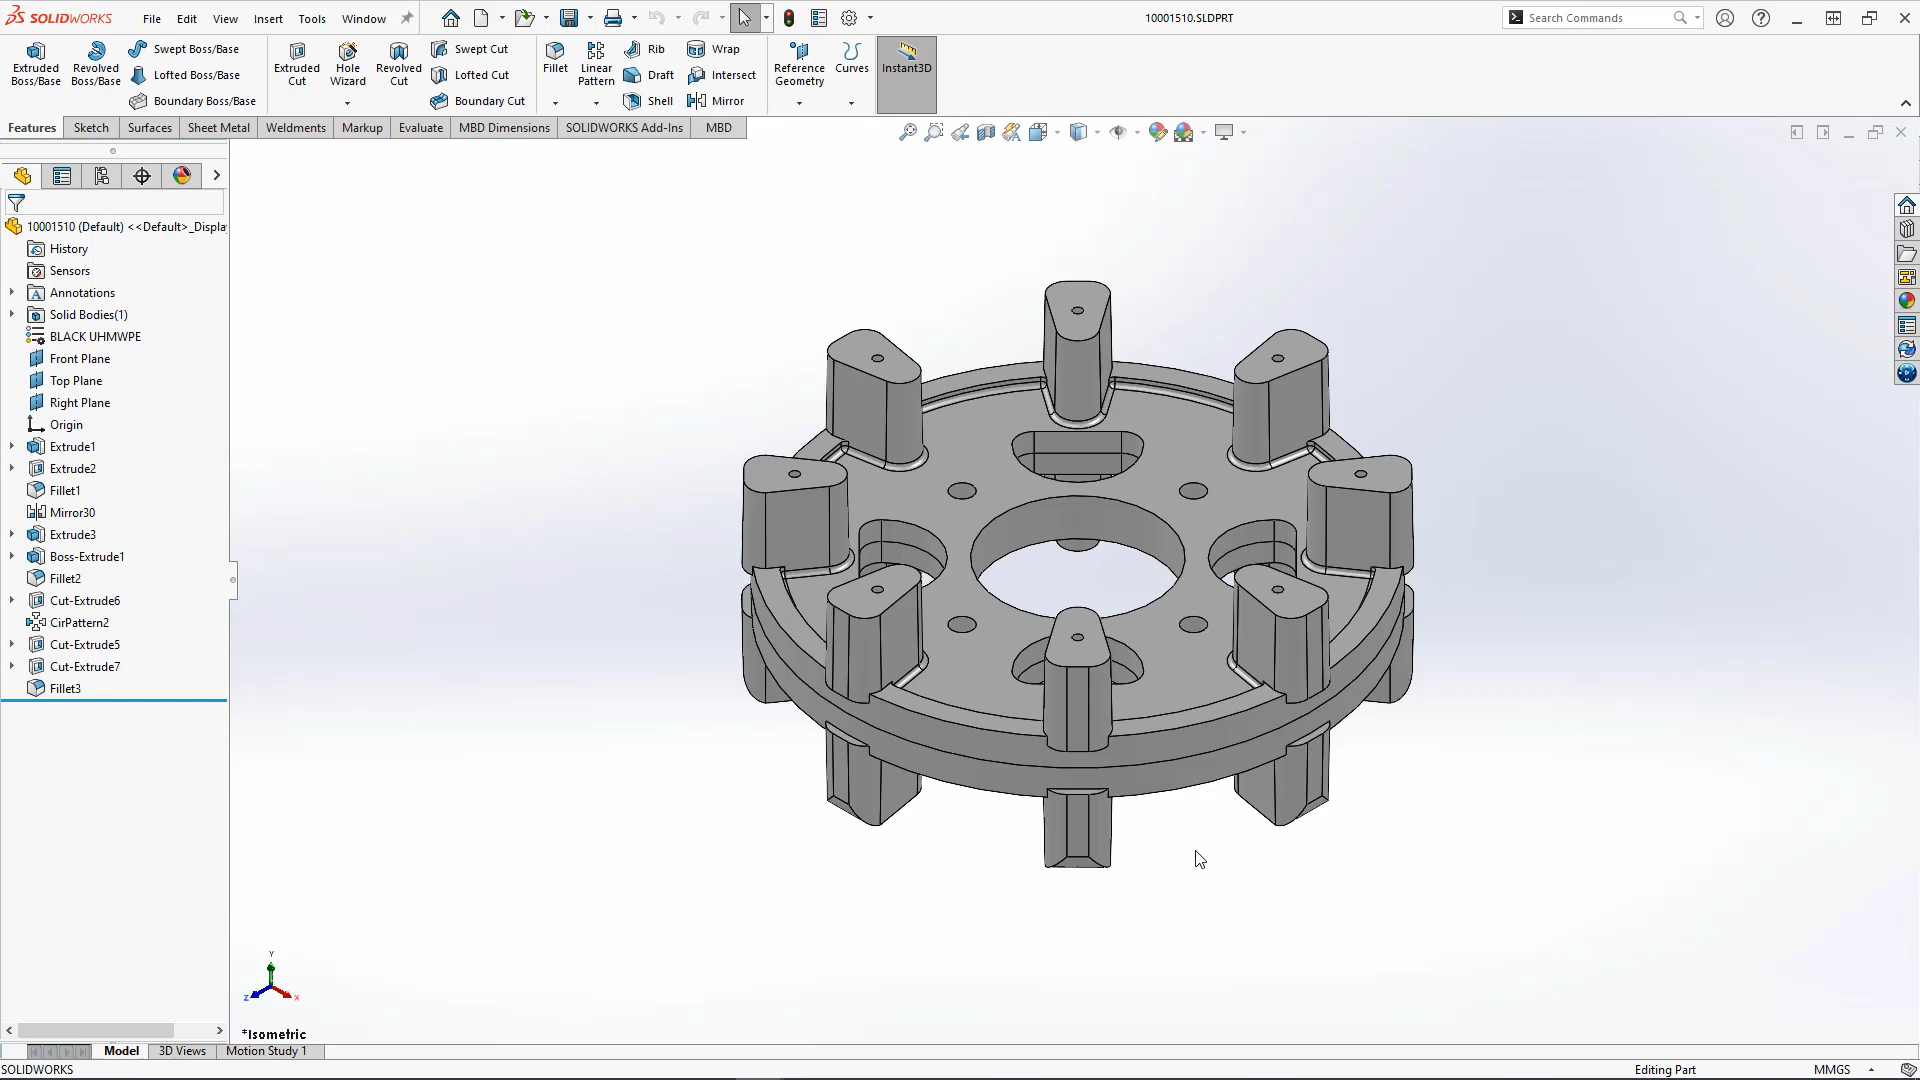 SOLIDWORKS File Edit View Insert Tools Window 10001510.SLDPRT Search Commands
Extruded Boss/Base
Revolved Boss/Base
Swept Boss/Base
Lofted Boss/Base
Boundary Boss/Base
Extruded Cut
Hole Wizard
Revolved Cut
Swept Cut
Lofted Cut
Boundary Cut
Fillet
Linear Pattern
Rib
Draft
Shell
Wrap
Intersect
Mirror
Reference Geometry
Curves
Instant3D
Features Sketch Surfaces Sheet Metal Weldments Markup Evaluate MBD Dimensions SOLIDWORKS Add-Ins MBD
10001510 (Default) <<Default>_Displa
History
Sensors
Annotations
Solid Bodies(1)
BLACK UHMWPE
Front Plane
Top Plane
Right Plane
Origin
Extrude1
Extrude2
Fillet1
Mirror30
Extrude3
Boss-Extrude1
Fillet2
Cut-Extrude6
CirPattern2
Cut-Extrude5
Cut-Extrude7
Fillet3
Y
Z X
*Isometric
Model 3D Views Motion Study 1
SOLIDWORKS Editing Part MMGS